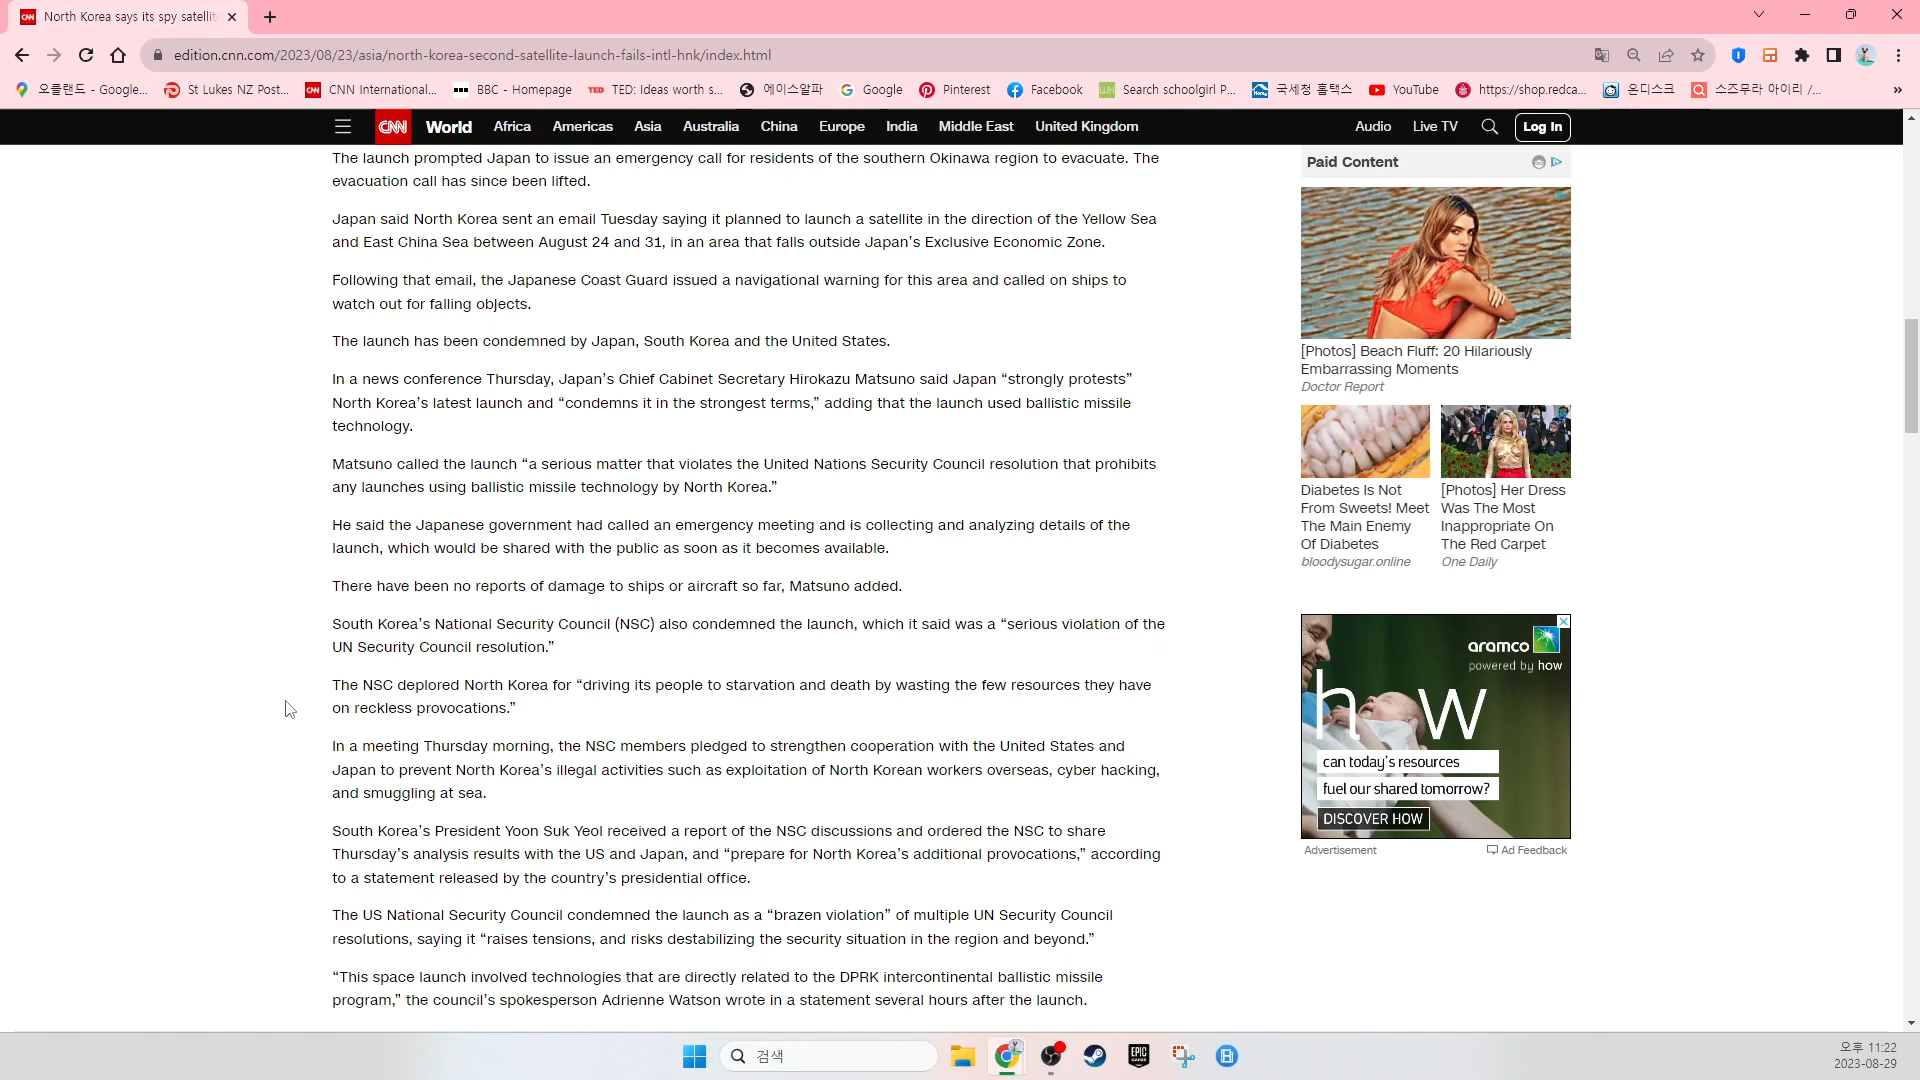 North Korea says its spy satellit
edition.cnn.com/2023/08/23/asia/north-korea-second-satellite-launch-fails-intl-hnk/index.html
오클랜드 - Google... St Lukes NZ Post... CNN International... BBC - Homepage TED: Ideas worth s... 에이스알파 Google Pinterest Facebook Search schoolgirl P... 국세청 홈택스 YouTube https://shop.redca... 온디스크 스즈무라 아이리 /... »
CNN World Africa Americas Asia Australia China Europe India Middle East United Kingdom Audio Live TV Log In
The launch prompted Japan to issue an emergency call for residents of the southern Okinawa region to evacuate. The
evacuation call has since been lifted.
Japan said North Korea sent an email Tuesday saying it planned to launch a satellite in the direction of the Yellow Sea
and East China Sea between August 24 and 31, in an area that falls outside Japan’s Exclusive Economic Zone.
Following that email, the Japanese Coast Guard issued a navigational warning for this area and called on ships to
watch out for falling objects.
The launch has been condemned by Japan, South Korea and the United States.
In a news conference Thursday, Japan’s Chief Cabinet Secretary Hirokazu Matsuno said Japan “strongly protests”
North Korea’s latest launch and “condemns it in the strongest terms,” adding that the launch used ballistic missile
technology.
Matsuno called the launch “a serious matter that violates the United Nations Security Council resolution that prohibits
any launches using ballistic missile technology by North Korea.”
He said the Japanese government had called an emergency meeting and is collecting and analyzing details of the
launch, which would be shared with the public as soon as it becomes available.
There have been no reports of damage to ships or aircraft so far, Matsuno added.
South Korea’s National Security Council (NSC) also condemned the launch, which it said was a “serious violation of the
UN Security Council resolution.”
The NSC deplored North Korea for “driving its people to starvation and death by wasting the few resources they have
on reckless provocations.”
In a meeting Thursday morning, the NSC members pledged to strengthen cooperation with the United States and
Japan to prevent North Korea’s illegal activities such as exploitation of North Korean workers overseas, cyber hacking,
and smuggling at sea.
South Korea’s President Yoon Suk Yeol received a report of the NSC discussions and ordered the NSC to share
Thursday’s analysis results with the US and Japan, and “prepare for North Korea’s additional provocations,” according
to a statement released by the country’s presidential office.
The US National Security Council condemned the launch as a “brazen violation” of multiple UN Security Council
resolutions, saying it “raises tensions, and risks destabilizing the security situation in the region and beyond.”
“This space launch involved technologies that are directly related to the DPRK intercontinental ballistic missile
program,” the council’s spokesperson Adrienne Watson wrote in a statement several hours after the launch.
Paid Content
[Photos] Beach Fluff: 20 Hilariously
Embarrassing Moments
Doctor Report
Diabetes Is Not
From Sweets! Meet
The Main Enemy
Of Diabetes
bloodysugar.online
[Photos] Her Dress
Was The Most
Inappropriate On
The Red Carpet
One Daily
aramco
powered by how
how
can today’s resources
fuel our shared tomorrow?
DISCOVER HOW
Advertisement Ad Feedback
검색
EPIC GAMES
오후 11:22
2023-08-29